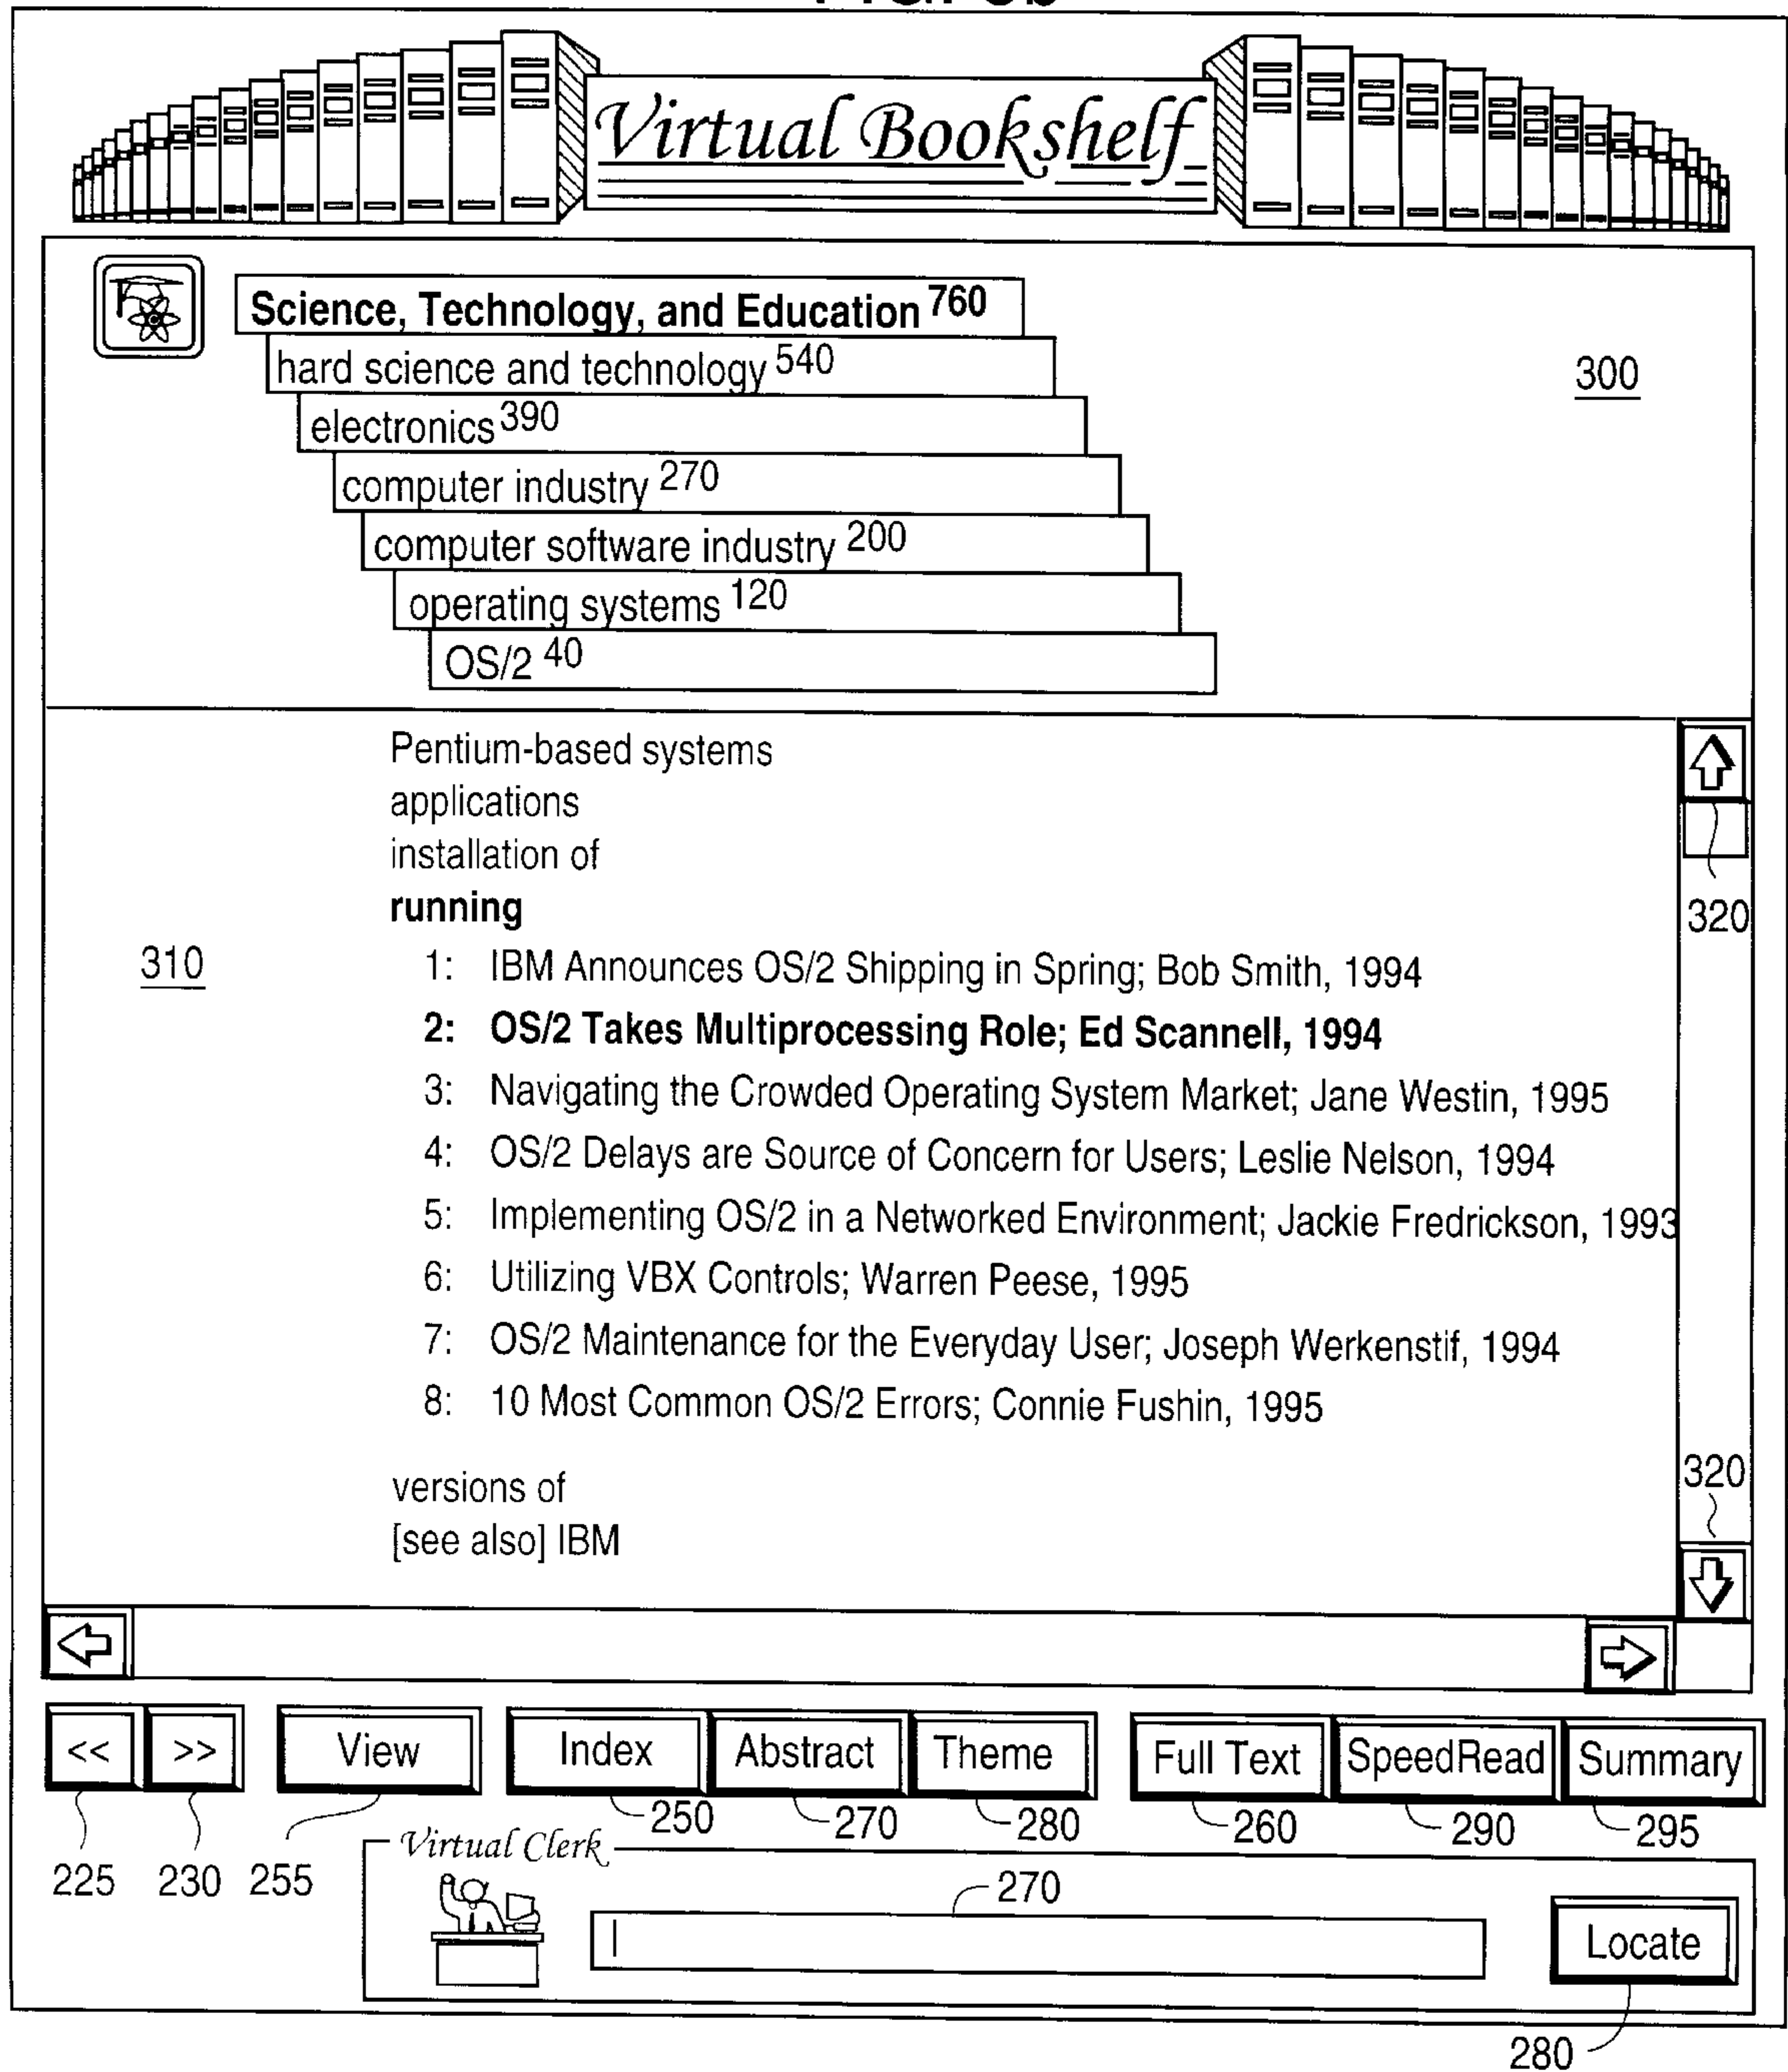 Virtual Bookshelf
Science, Technology, and Education 760
hard science and technology 540
300
electronics 390
computer industry 270
computer software industry 200
operating systems 120
OS/2 40
Pentium-based systems
applications
installation of
running
320
310
1: IBM Announces OS/2 Shipping in Spring; Bob Smith, 1994
2: OS/2 Takes Multiprocessing Role; Ed Scannell, 1994
3: Navigating the Crowded Operating System Market; Jane Westin, 1995
4: OS/2 Delays are Source of Concern for Users; Leslie Nelson, 1994
5: Implementing OS/2 in a Networked Environment; Jackie Fredrickson, 1993
6: Utilizing VBX Controls; Warren Peese, 1995
7: OS/2 Maintenance for the Everyday User; Joseph Werkenstif, 1994
8: 10 Most Common OS/2 Errors; Connie Fushin, 1995
320
versions of
[see also] IBM
<< >> View Index Abstract Theme Full Text SpeedRead Summary
250 270 280 260 290 295
Virtual Clerk
225 230 255
270
Locate
280